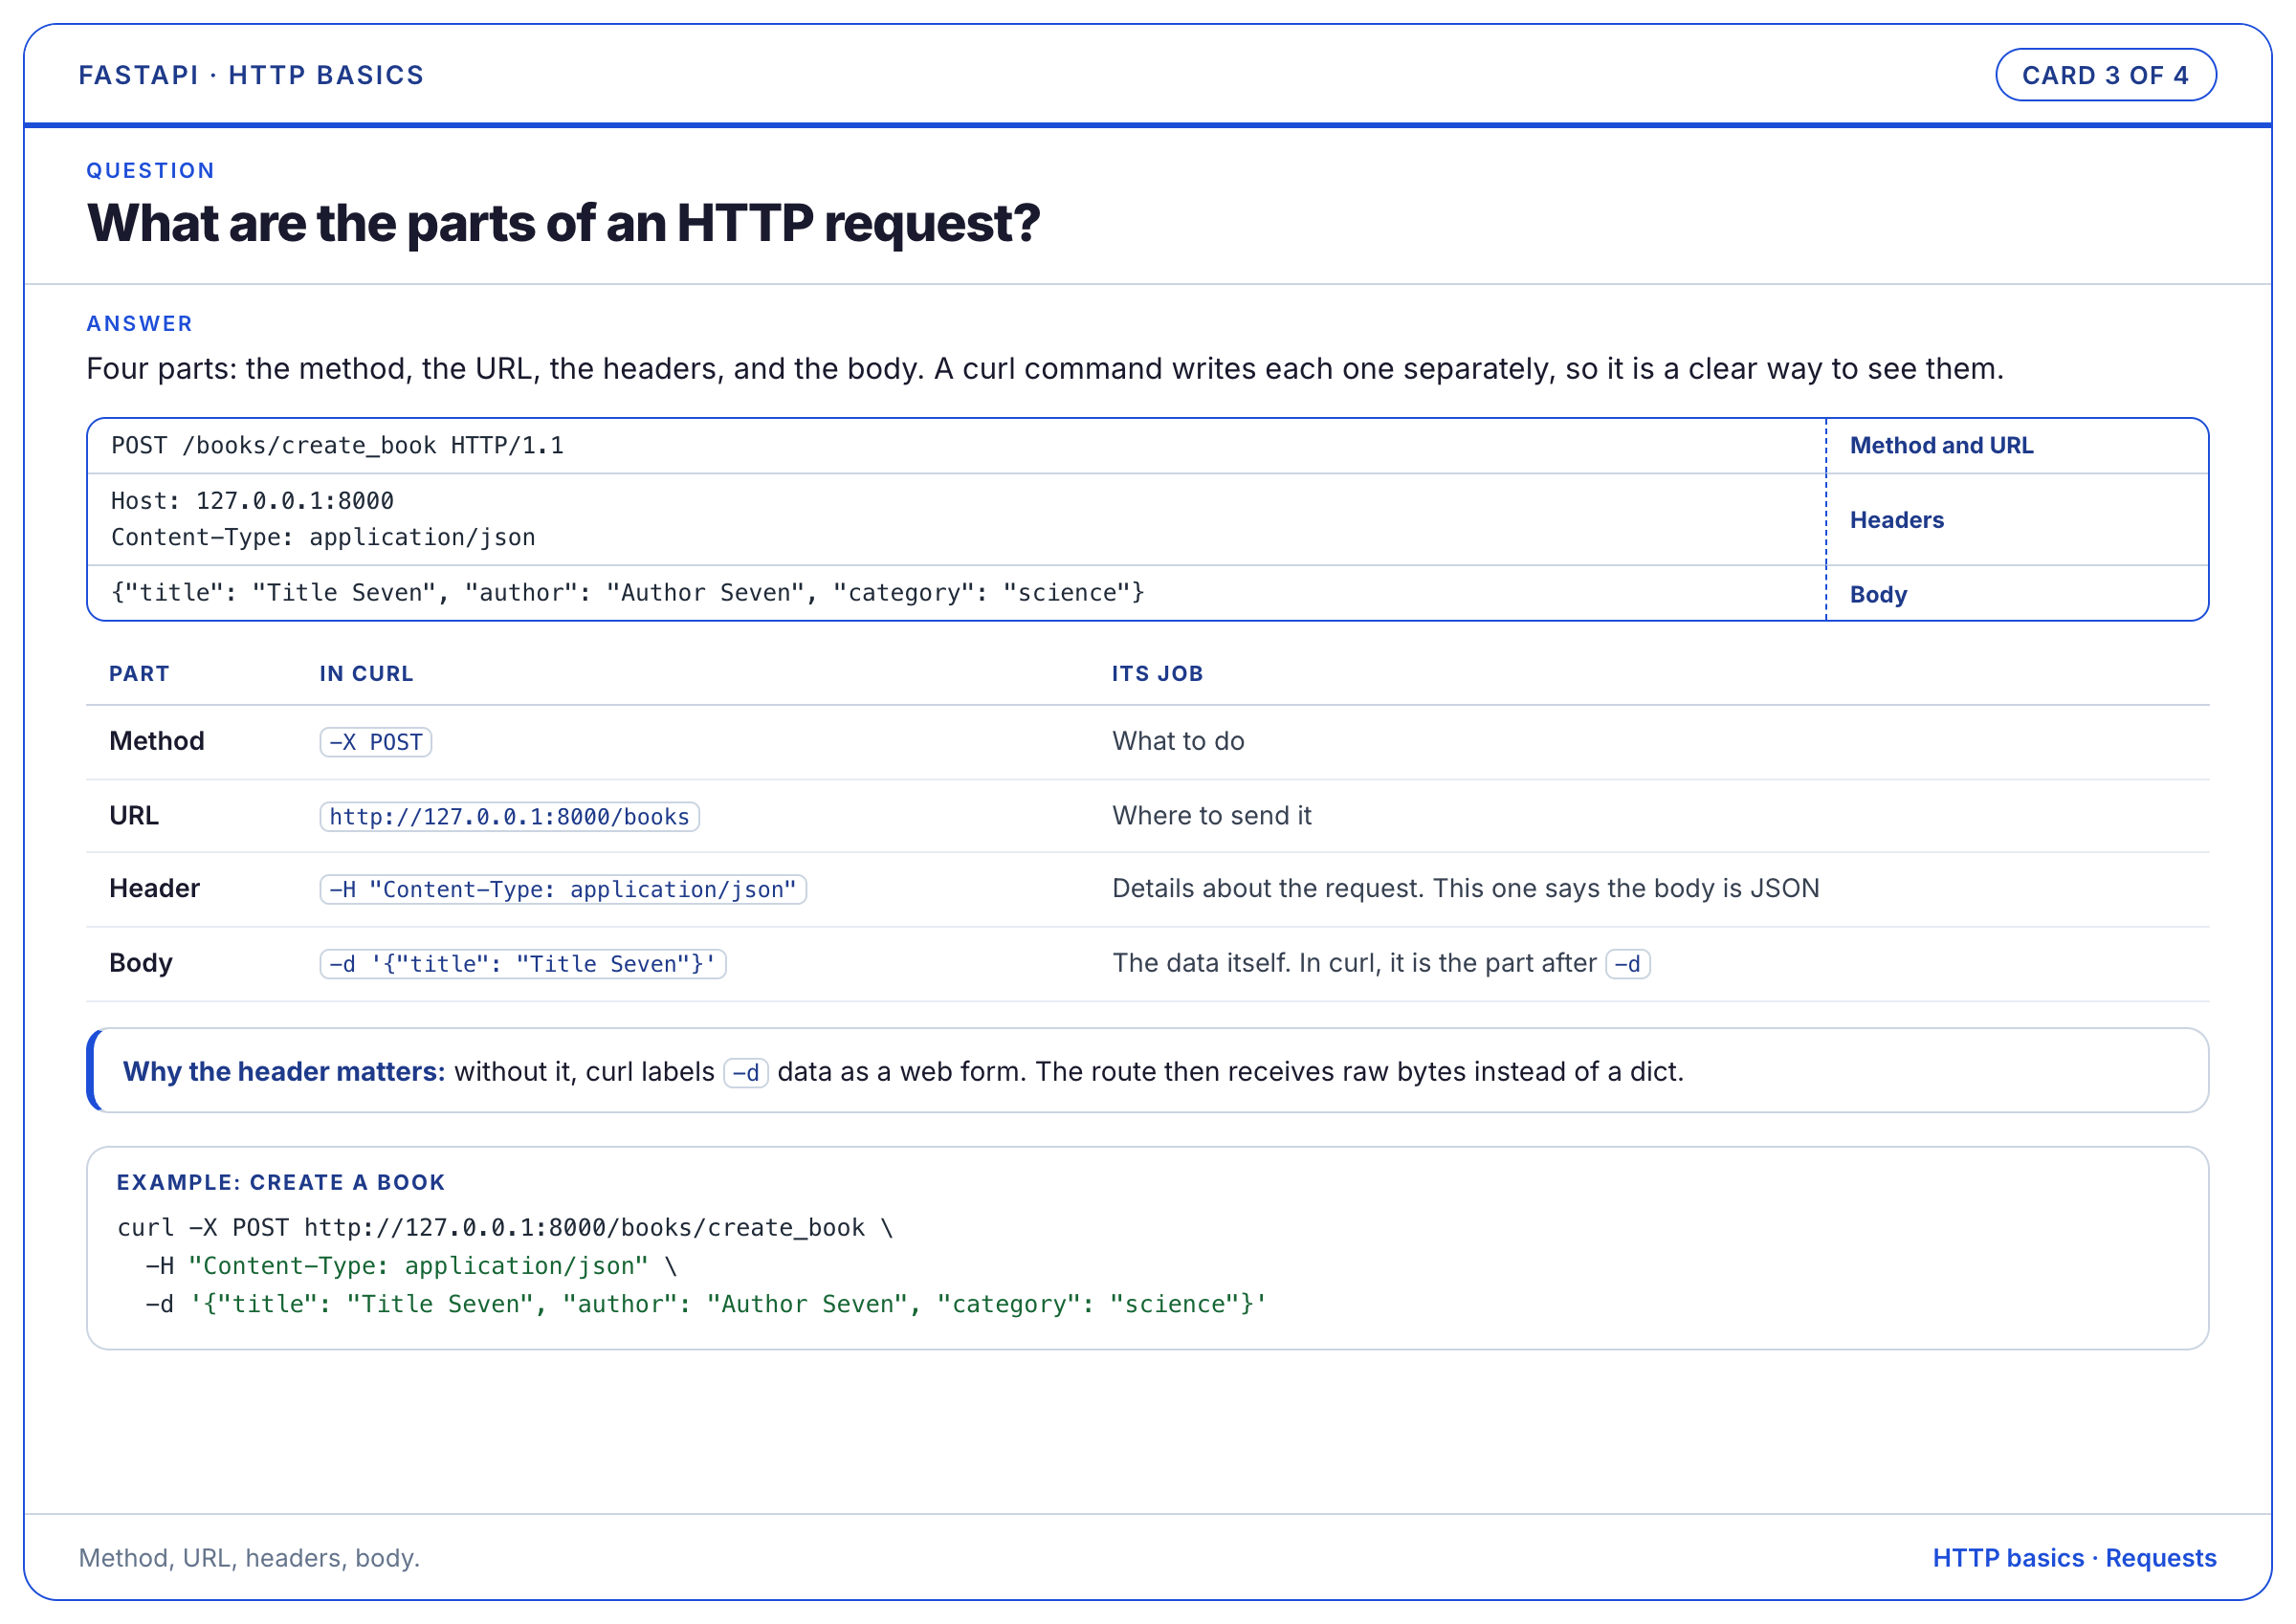 FASTAPI · HTTP BASICS
CARD 3 OF 4
QUESTION
What are the parts of an HTTP request?
ANSWER
Four parts: the method, the URL, the headers, and the body. A curl command writes each one separately, so it is a clear way to see them.
POST /books/create_book HTTP/1.1
Method and URL
Host: 127.0.0.1:8000
Content-Type: application/json
Headers
{"title": "Title Seven", "author": "Author Seven", "category": "science"}
Body
PART IN CURL ITS JOB
Method -X POST What to do
URL http://127.0.0.1:8000/books Where to send it
Header -H "Content-Type: application/json" Details about the request. This one says the body is JSON
Body -d '{"title": "Title Seven"}' The data itself. In curl, it is the part after -d
Why the header matters: without it, curl labels -d data as a web form. The route then receives raw bytes instead of a dict.
EXAMPLE: CREATE A BOOK
curl -X POST http://127.0.0.1:8000/books/create_book \
  -H "Content-Type: application/json" \
  -d '{"title": "Title Seven", "author": "Author Seven", "category": "science"}'
Method, URL, headers, body.
HTTP basics · Requests